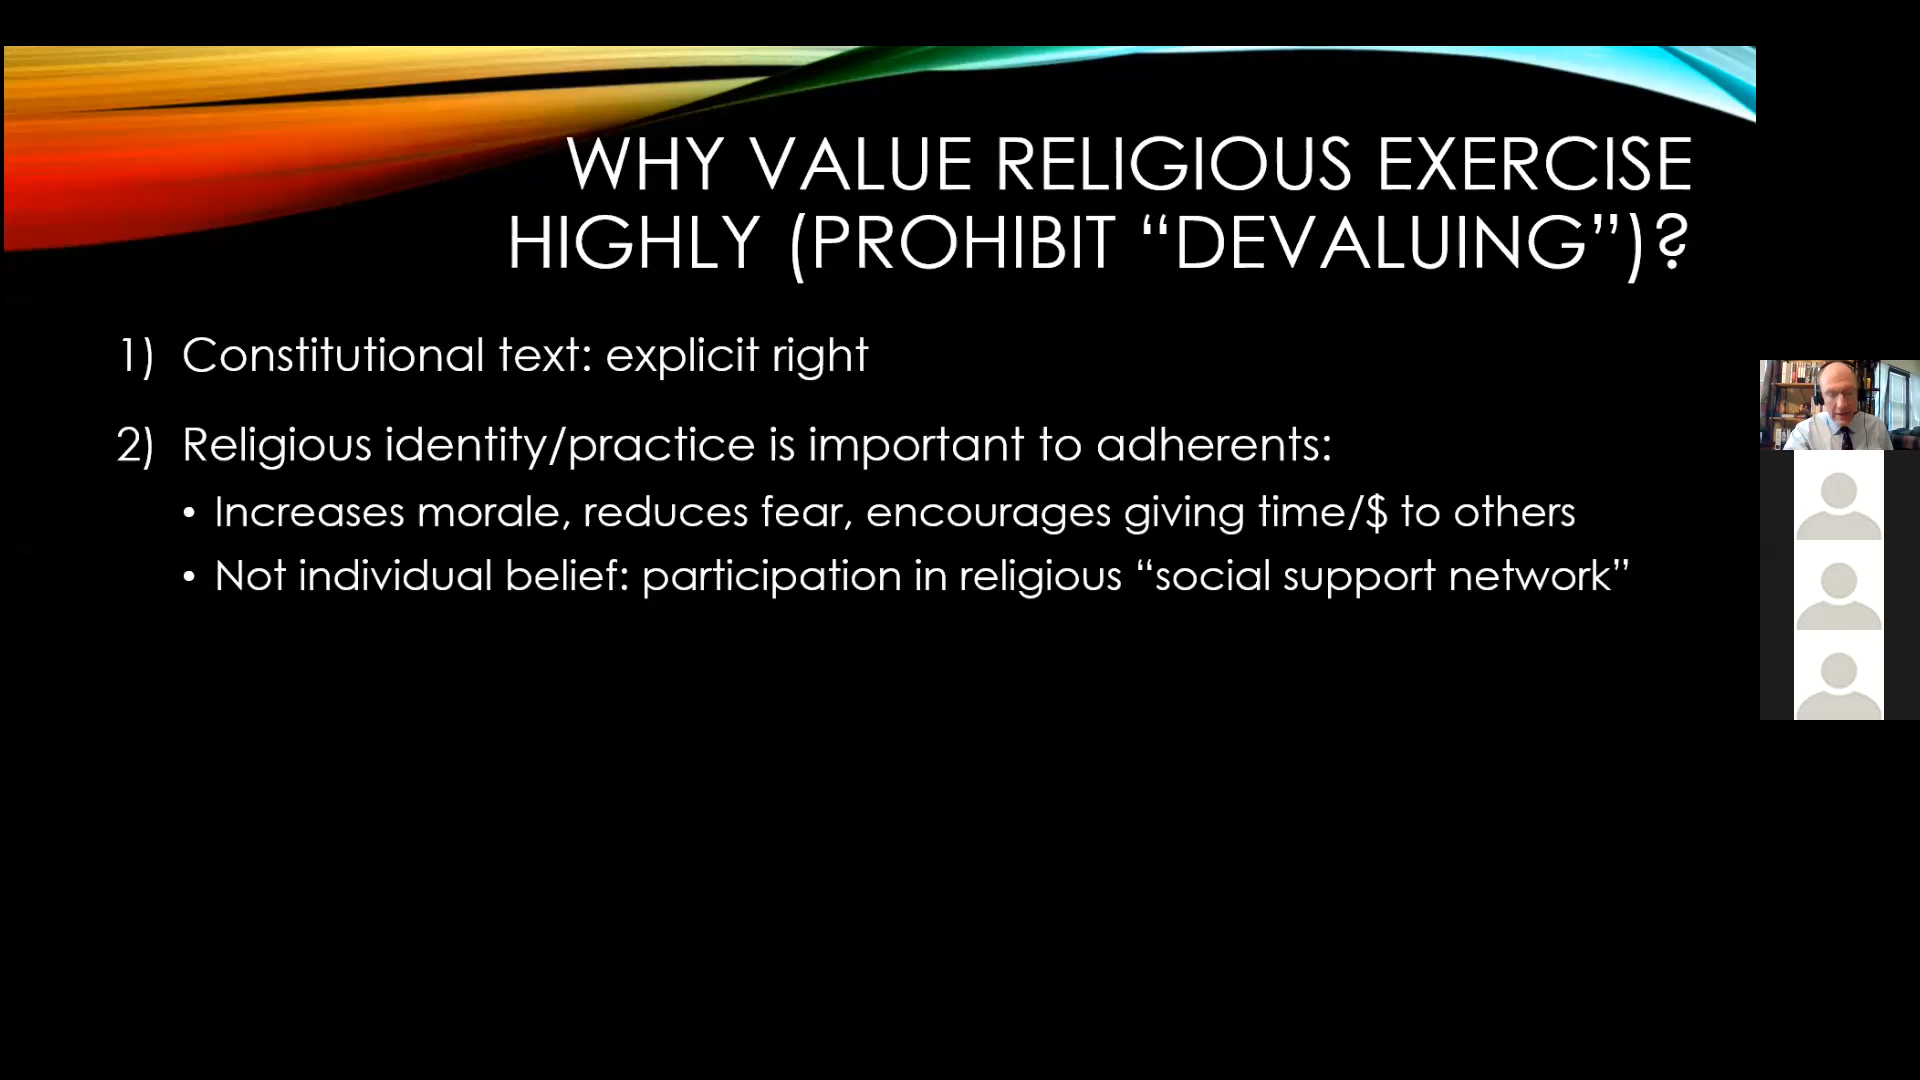 WHY VALUE RELIGIOUS EXERCISE
HIGHLY (PROHIBIT “DEVALUING”)?
1) Constitutional text: explicit right
2) Religious identity/practice is important to adherents:
• Increases morale, reduces fear, encourages giving time/$ to others
• Not individual belief: participation in religious “social support network”